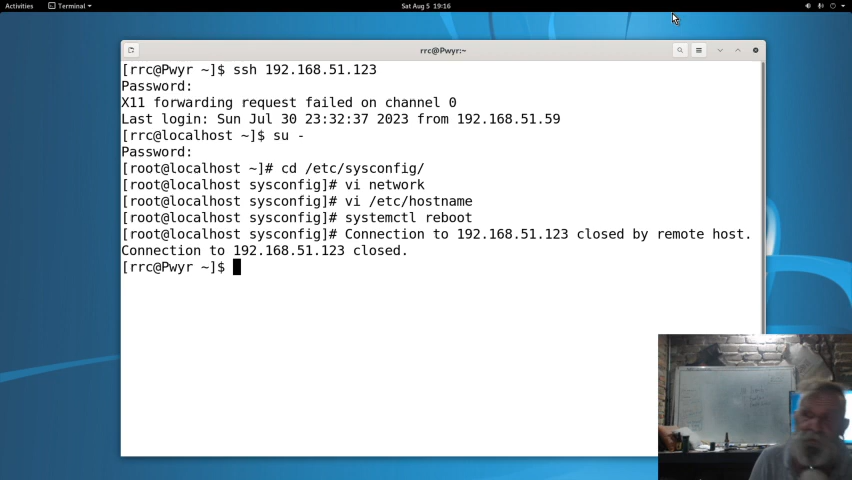 Activities
Terminal
Sat Aug 5 19:16
rrc@Pwyr:~
[rrc@Pwyr ~]$ ssh 192.168.51.123
Password:
X11 forwarding request failed on channel 0
Last login: Sun Jul 30 23:32:37 2023 from 192.168.51.59
[rrc@localhost ~]$ su -
Password:
[root@localhost ~]# cd /etc/sysconfig/
[root@localhost sysconfig]# vi network
[root@localhost sysconfig]# vi /etc/hostname
[root@localhost sysconfig]# systemctl reboot
[root@localhost sysconfig]# Connection to 192.168.51.123 closed by remote host.
Connection to 192.168.51.123 closed.
[rrc@Pwyr ~]$